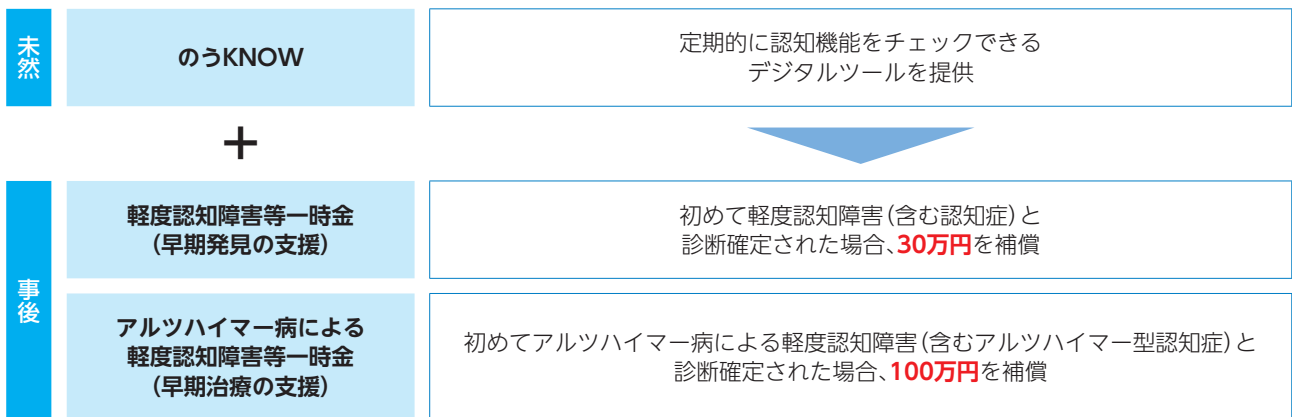 未然
のうKNOW
定期的に認知機能をチェックできる
デジタルツールを提供
+
事後
軽度認知障害等一時金
(早期発見の支援)
初めて軽度認知障害(含む認知症)と
診断確定された場合、30万円を補償
アルツハイマー病による
軽度認知障害等一時金
(早期治療の支援)
初めてアルツハイマー病による軽度認知障害(含むアルツハイマー型認知症)と
診断確定された場合、100万円を補償